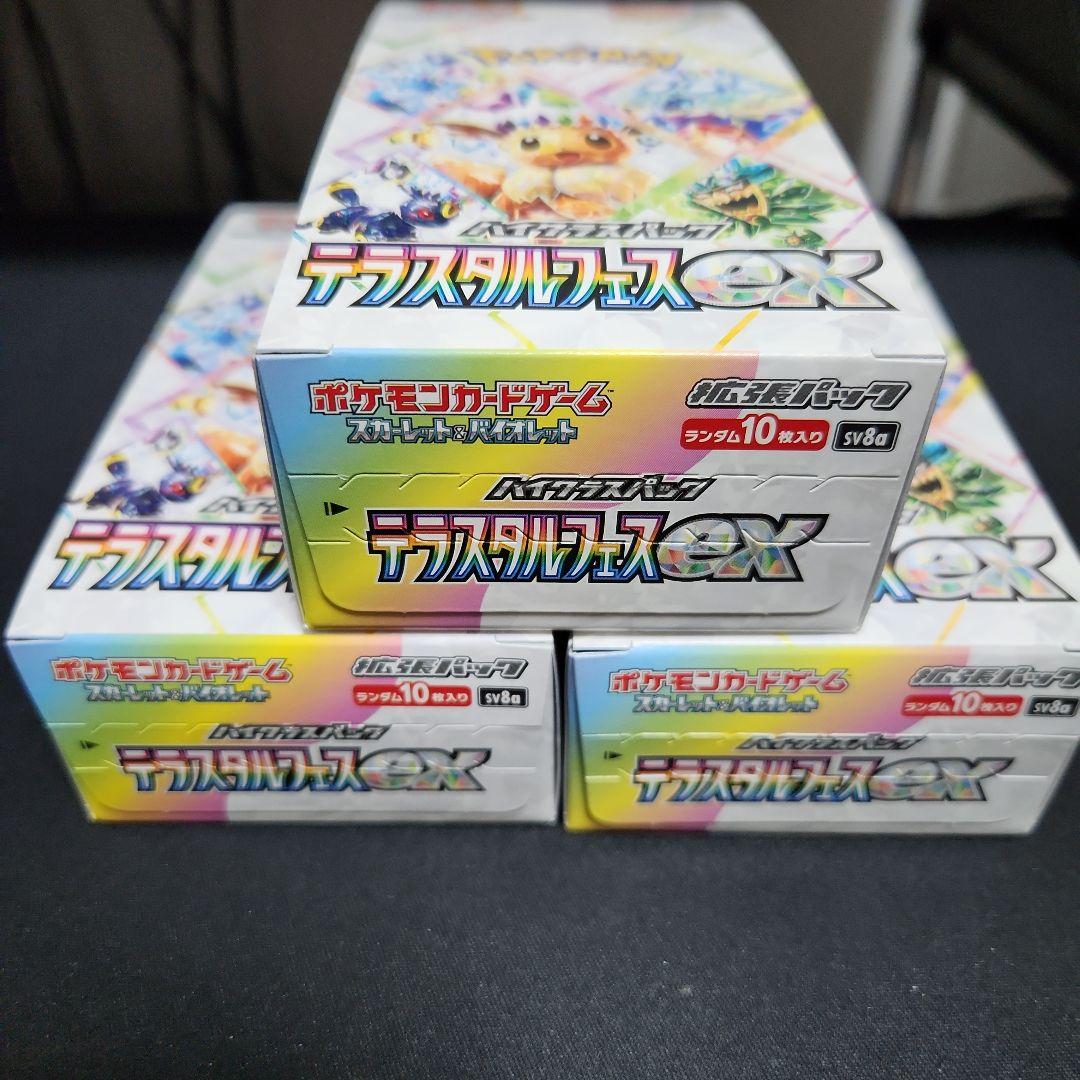 Pokémon
ハイクラスパック
テラスタルフェスex
ポケモンカードゲーム
スカーレット&バイオレット
拡張パック
ランダム10枚入り SV8a
ハイクラスパック
テラスタルフェスex
テラスタルフェス
ex
ポケモンカードゲーム
スカーレット&バイオレット
拡張パック
ランダム10枚入り SV8a
ハイクラスパック
テラスタルフェスex
ポケモンカードゲーム
スカーレット&バイオレット
拡張パック
ランダム10枚入り SV8a
ハイクラスパック
テラスタルフェスex